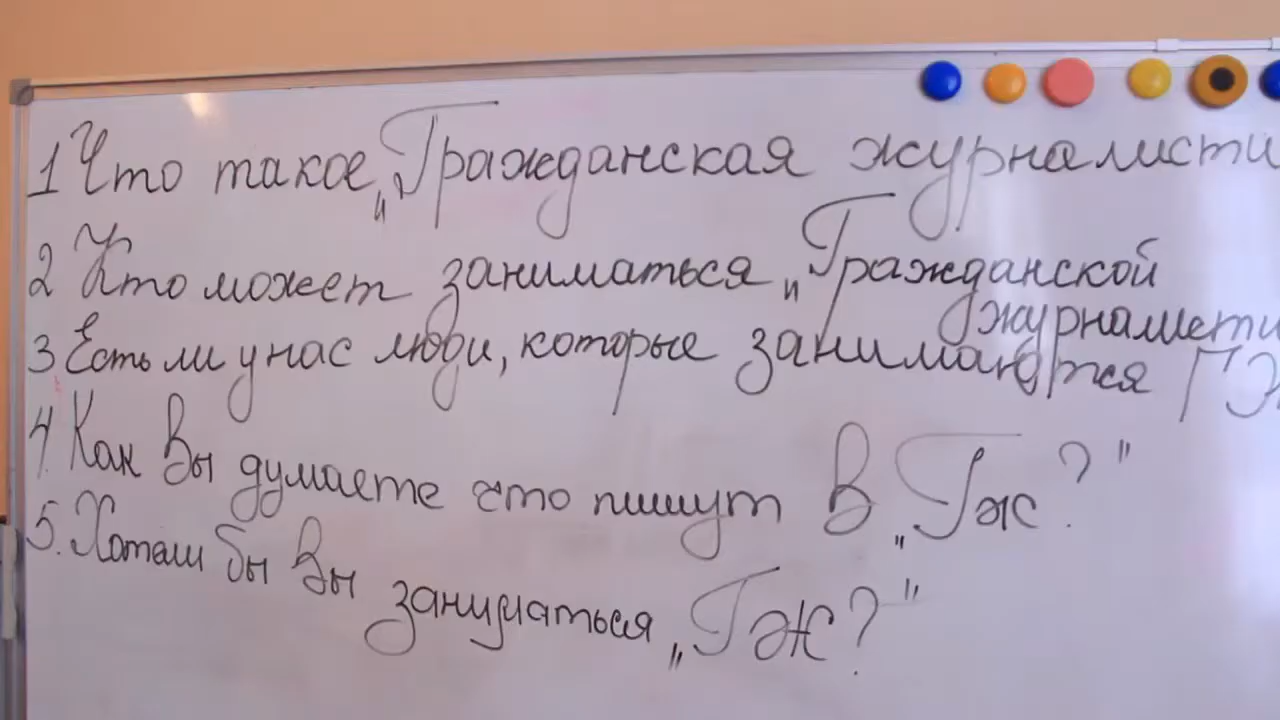 1 Что такое „Гражданская журналисти
2 Кто может заниматься „Гражданской
журналисти
3 Есть ли у нас люди, которые занимаются ГЖ
4. Как Вы думаете что пишут в „Гж?"
5. Хотели бы Вы заниматься „ГЖ?"